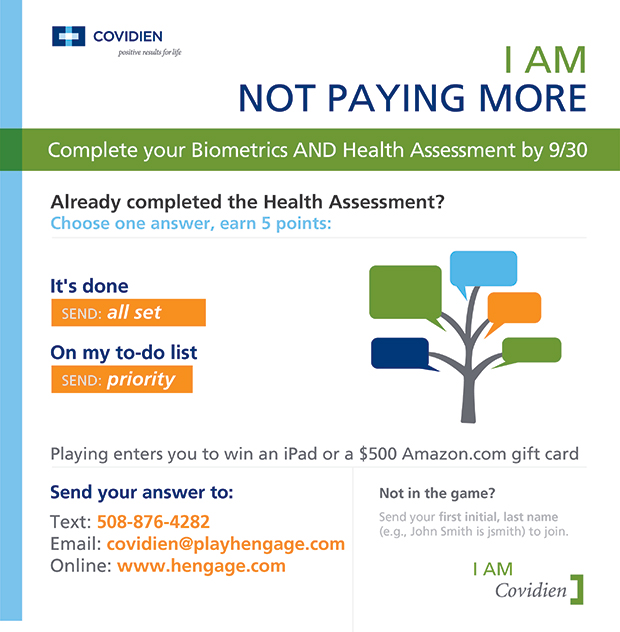 COVIDIEN
positive results for life
I AM
NOT PAYING MORE
Complete your Biometrics AND Health Assessment by 9/30
Already completed the Health Assessment?
Choose one answer, earn 5 points:
It's done
SEND: all set
On my to-do list
SEND: priority
Playing enters you to win an iPad or a $500 Amazon.com gift card
Send your answer to:
Text: 508-876-4282
Email: covidien@playhengage.com
Online: www.hengage.com
Not in the game?
Send your first initial, last name
(e.g., John Smith is jsmith) to join.
I AM
Covidien